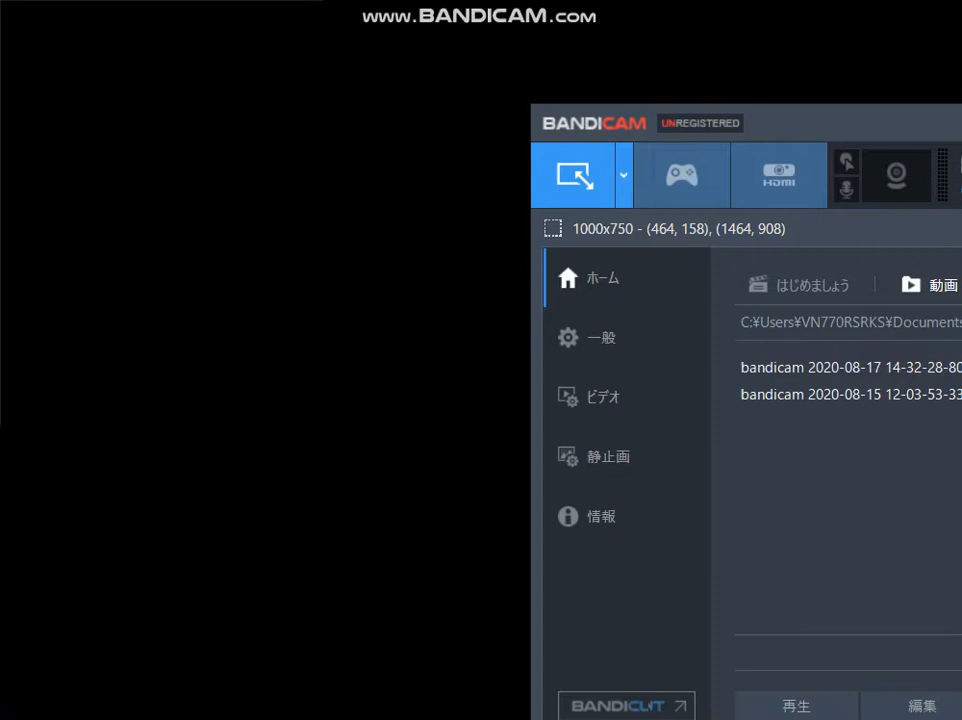 www.BANDICAM.com
BANDICAM UNREGISTERED
HDMI
1000x750 - (464, 158), (1464, 908)
ホーム
はじめましょう
動画
C:¥Users¥VN770RSRKS¥Documents
一般
bandicam 2020-08-17 14-32-28-80
bandicam 2020-08-15 12-03-53-33
ビデオ
静止画
情報
BANDICUT
再生
編集